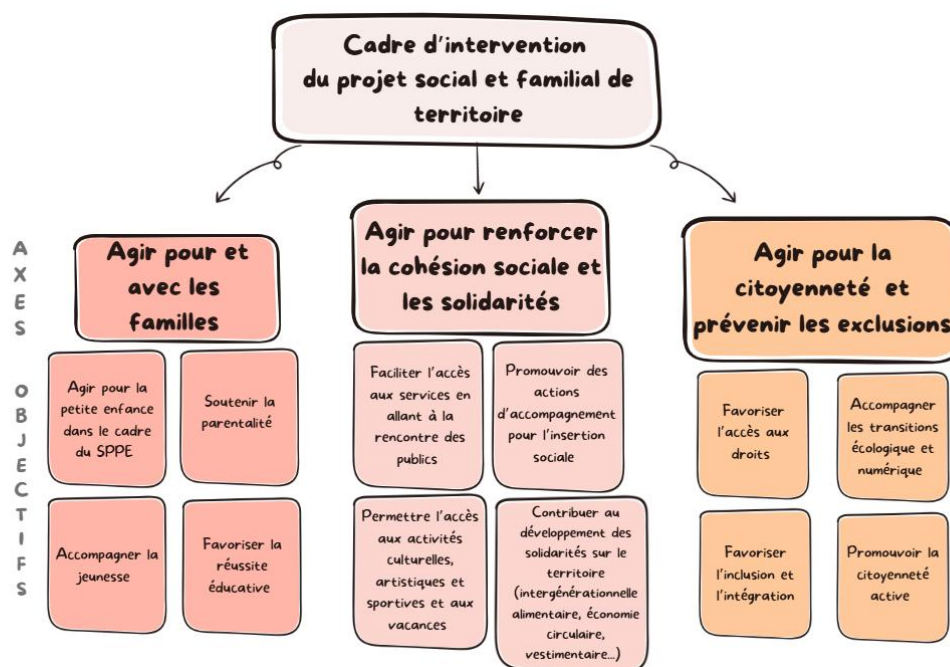 Cadre d'intervention
du projet social et familial de
territoire
AXES
Agir pour et
avec les
familles
Agir pour renforcer
la cohésion sociale et
les solidarités
Agir pour la
citoyenneté et
prévenir les exclusions
OBJECTIFS
Agir pour la
petite enfance
dans le cadre
du SPPE
Soutenir la
parentalité
Accompagner la
jeunesse
Favoriser la
réussite
éducative
Faciliter l'accès
aux services en
allant à la
rencontre des
publics
Promouvoir des
actions
d'accompagnement
pour l'insertion
sociale
Permettre l'accès
aux activités
culturelles,
artistiques et
sportives et aux
vacances
Contribuer au
développement des
solidarités sur le
territoire
(intergénérationnelle
alimentaire, économie
circulaire,
vestimentaire...)
Favoriser
l'accès aux
droits
Accompagner
les transitions
écologique et
numérique
Favoriser
l'inclusion et
l'intégration
Promouvoir la
citoyenneté
active